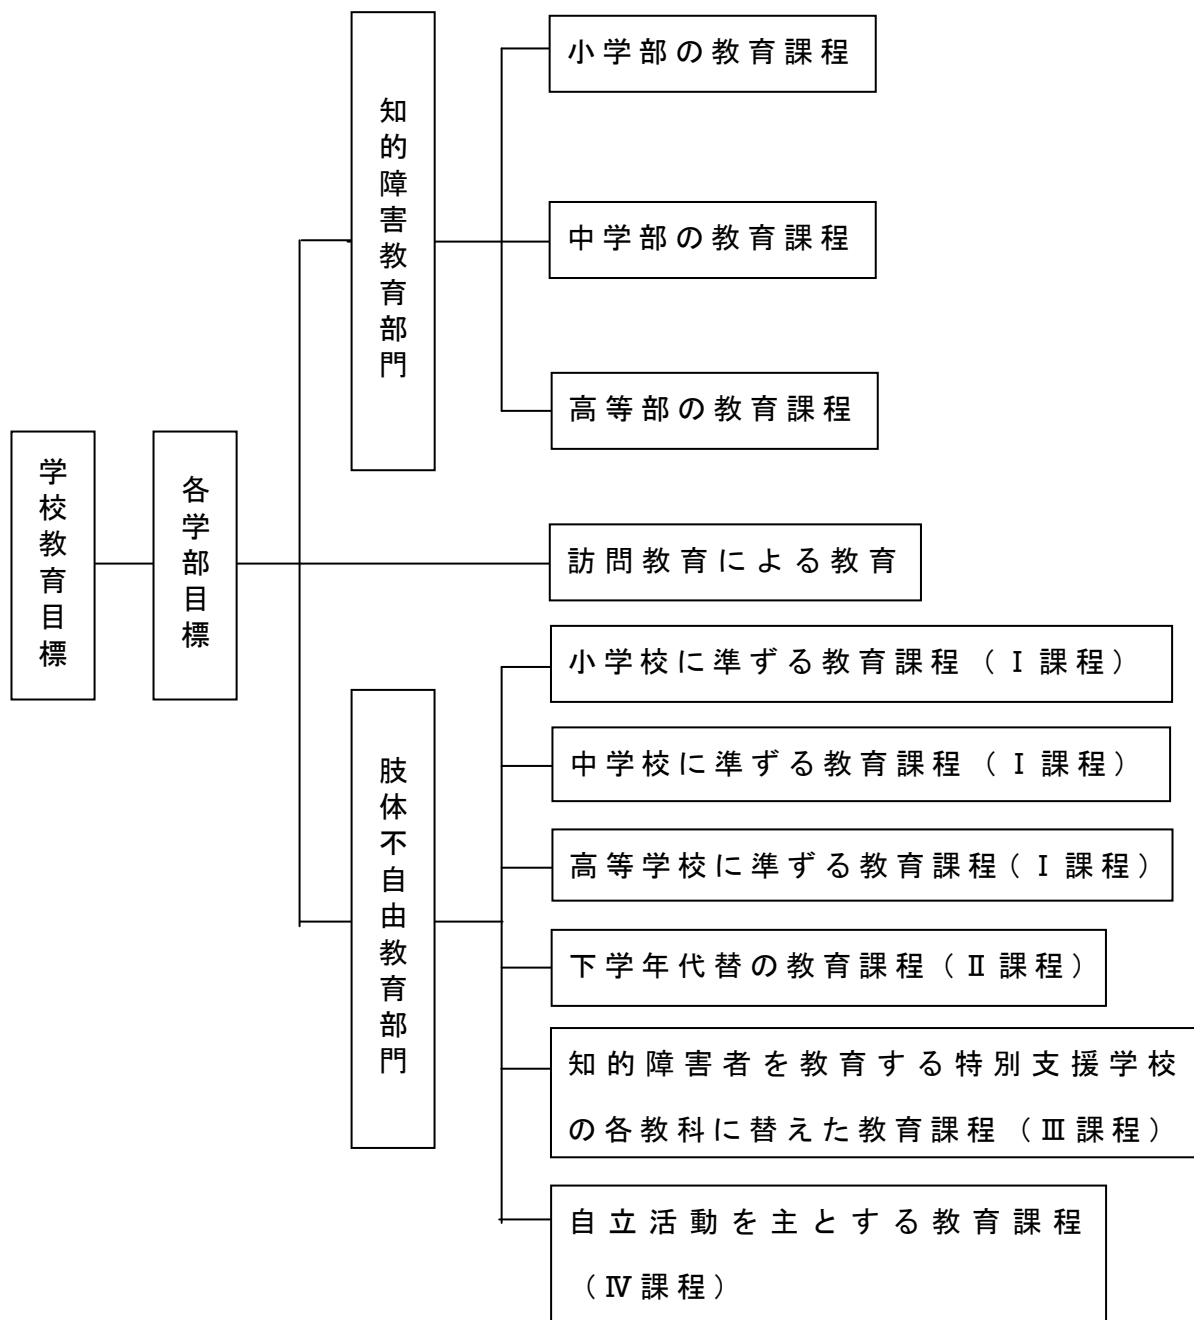 学校教育目標
各学部目標
知的障害教育部門
小学部の教育課程
中学部の教育課程
高等部の教育課程
訪問教育による教育
肢体不自由教育部門
小学校に準ずる教育課程（Ⅰ課程）
中学校に準ずる教育課程（Ⅰ課程）
高等学校に準ずる教育課程（Ⅰ課程）
下学年代替の教育課程（Ⅱ課程）
知的障害者を教育する特別支援学校
の各教科に替えた教育課程（Ⅲ課程）
自立活動を主とする教育課程
（Ⅳ課程）